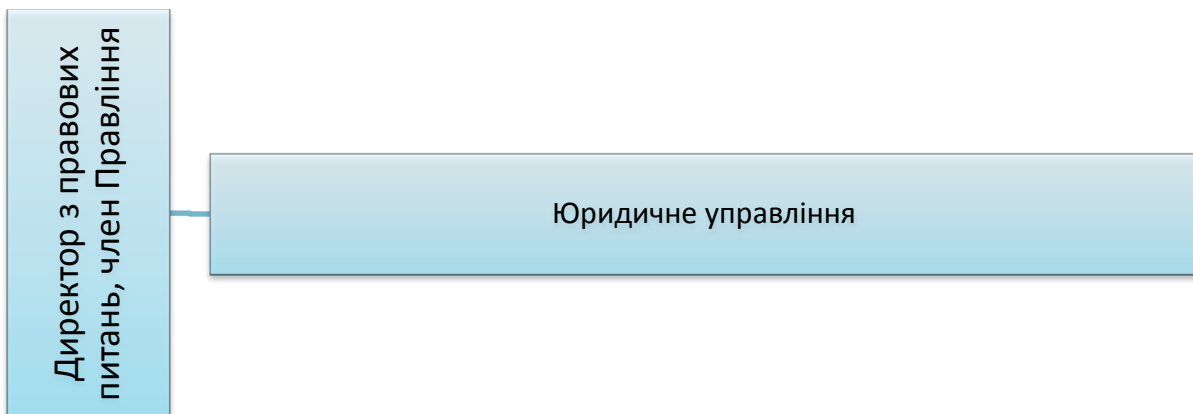 Директор з правових
питань, член Правління
Юридичне управління